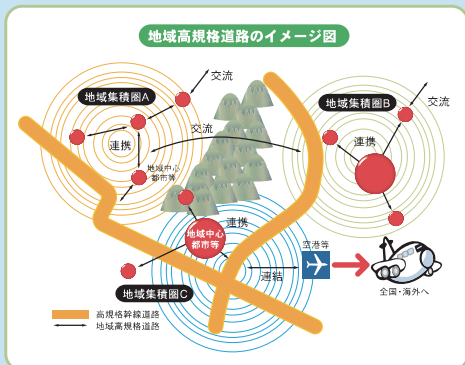 地域高規格道路のイメージ図
交流
地域集積圏A
地域集積圏B
交流
交流
連携
連携
地域中心
都市等
連携
地域中心
都市等
空港等
連結
地域集積圏C
全国・海外へ
高規格幹線道路
地域高規格道路